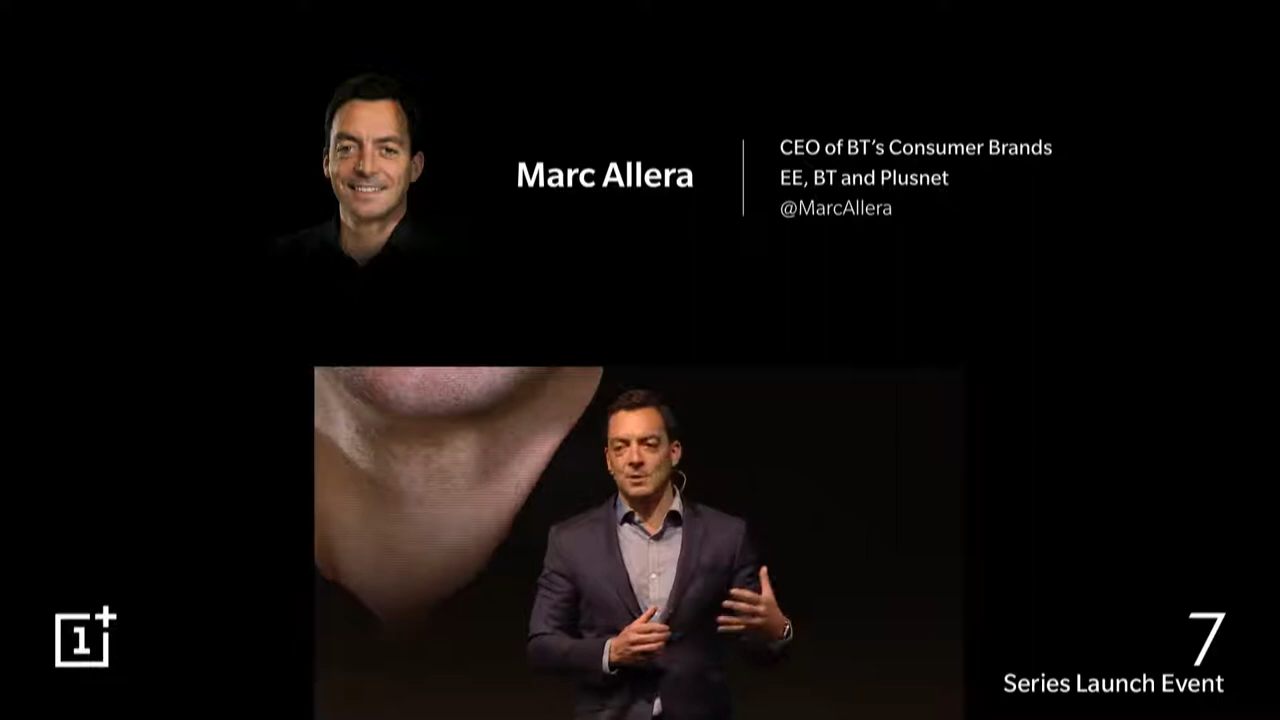 Marc Allera
CEO of BT's Consumer Brands
EE, BT and Plusnet
@MarcAllera
1+
7
Series Launch Event